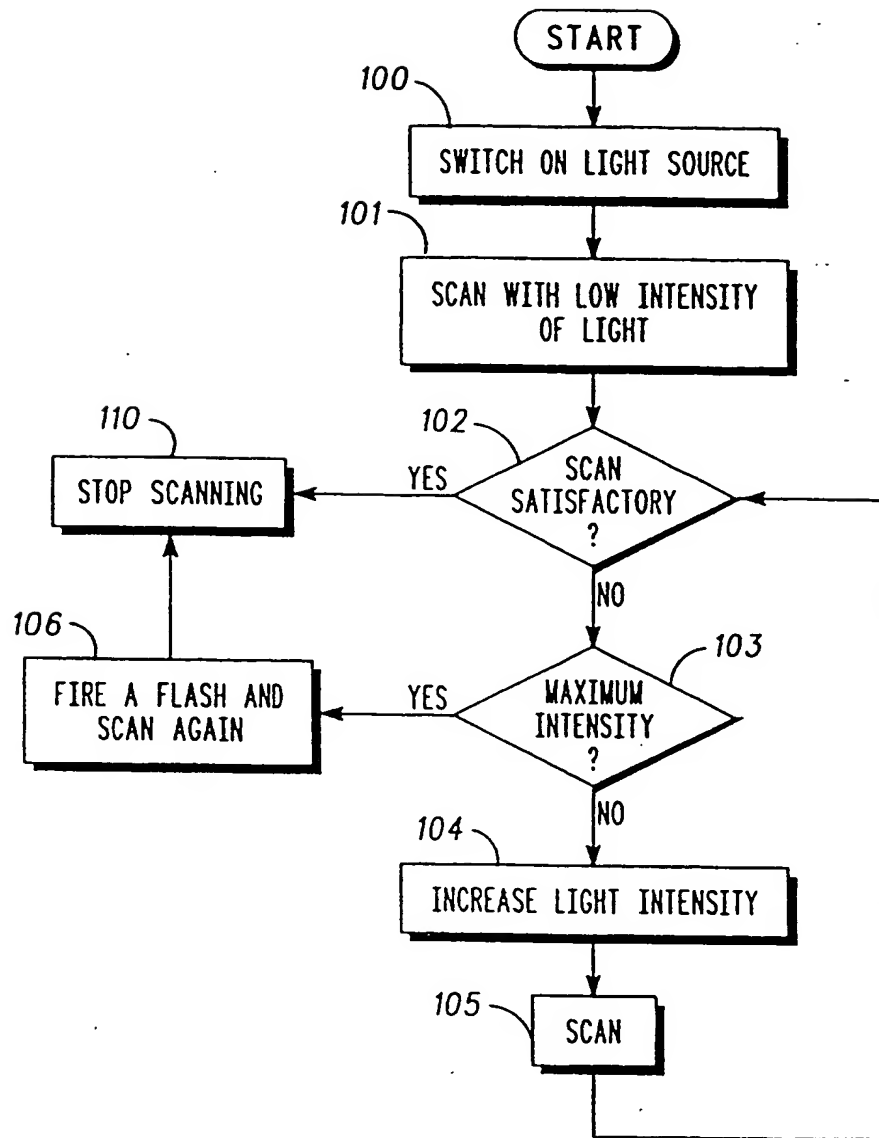 START
100
SWITCH ON LIGHT SOURCE
101
SCAN WITH LOW INTENSITY
OF LIGHT
110
STOP SCANNING
YES
102
SCAN
SATISFACTORY
?
NO
106
FIRE A FLASH AND
SCAN AGAIN
YES
103
MAXIMUM
INTENSITY
?
NO
104
INCREASE LIGHT INTENSITY
105
SCAN